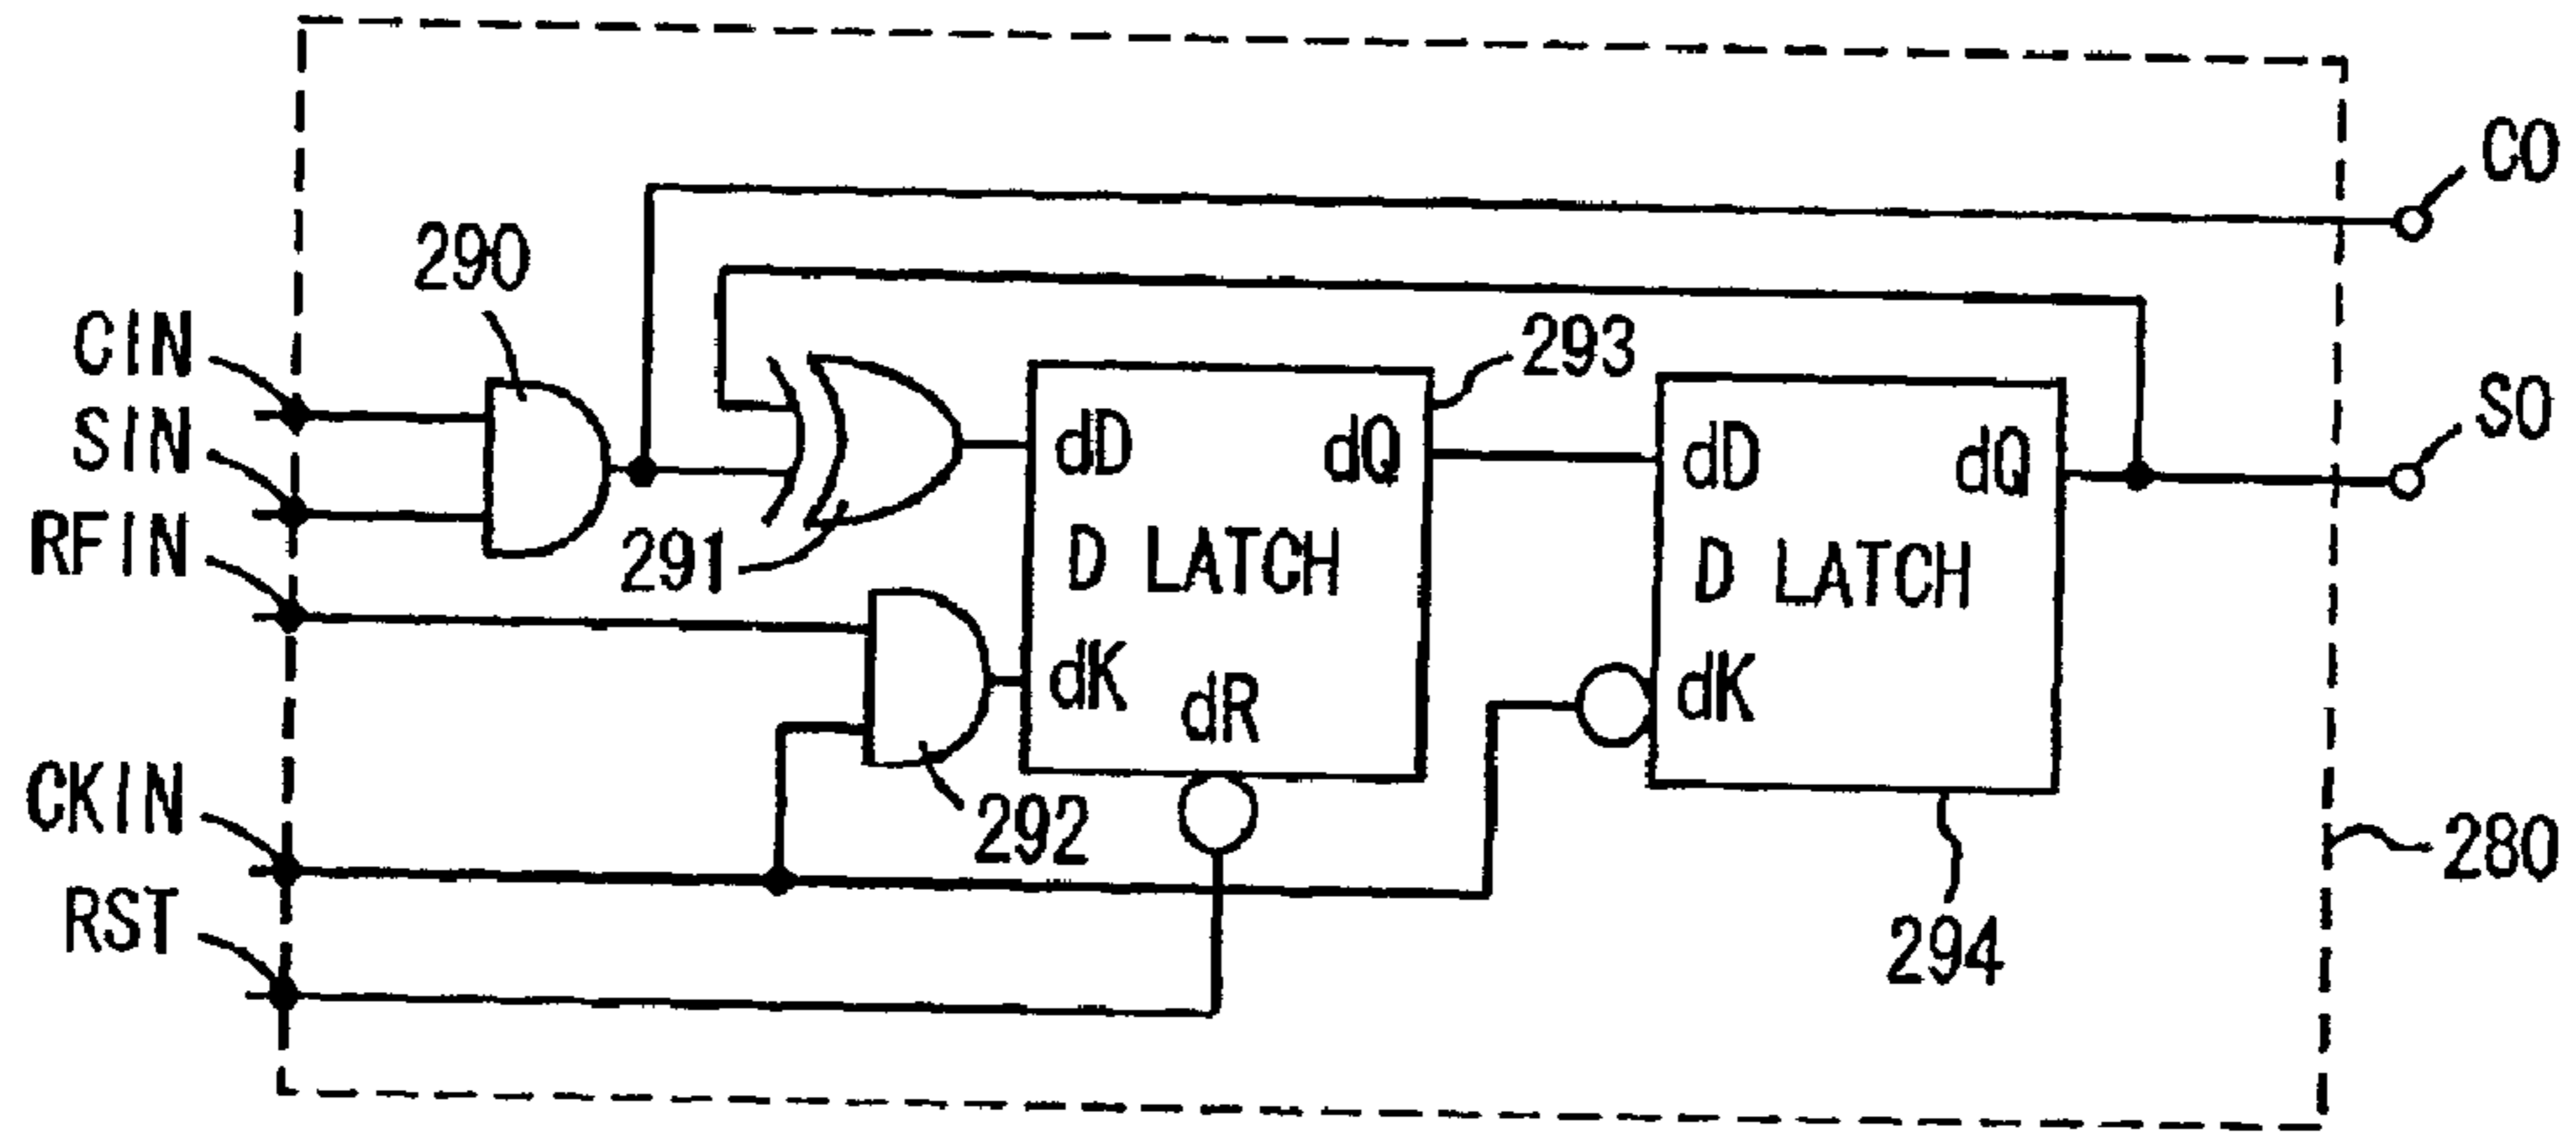 CO
290
CIN
293
SIN
SO
dD
dQ
dD
dQ
RFIN
291
D LATCH
D LATCH
dK
dR
dK
CKIN
292
280
RST
294